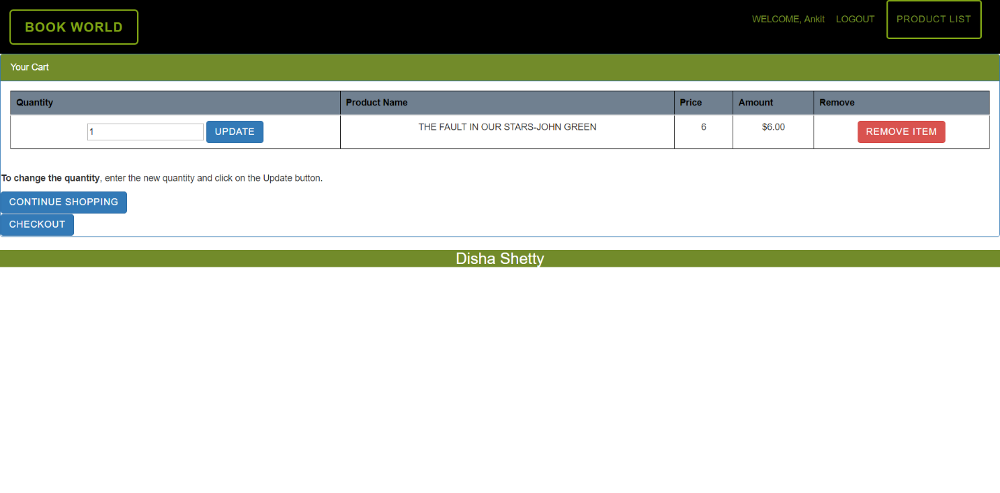 BOOK WORLD
WELCOME, Ankit LOGOUT PRODUCT LIST
Your Cart
Quantity Product Name Price Amount Remove
1 UPDATE THE FAULT IN OUR STARS-JOHN GREEN 6 $6.00 REMOVE ITEM
To change the quantity, enter the new quantity and click on the Update button.
CONTINUE SHOPPING
CHECKOUT
Disha Shetty